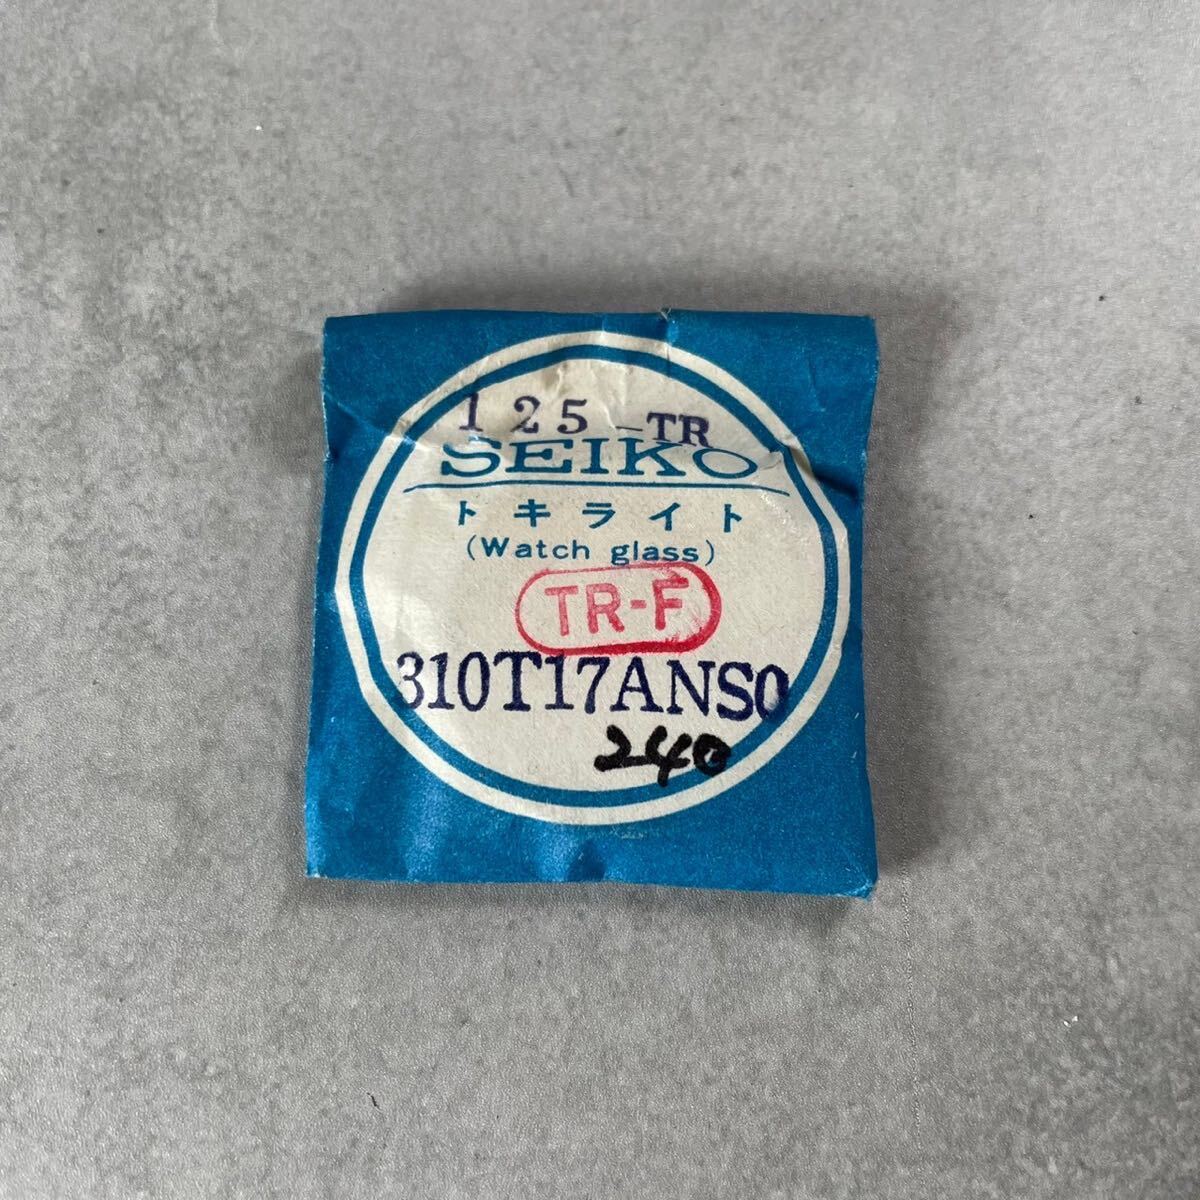 125-TR
SEIKO
トキライト
(Watch glass)
TR-F
310T17ANS0
240